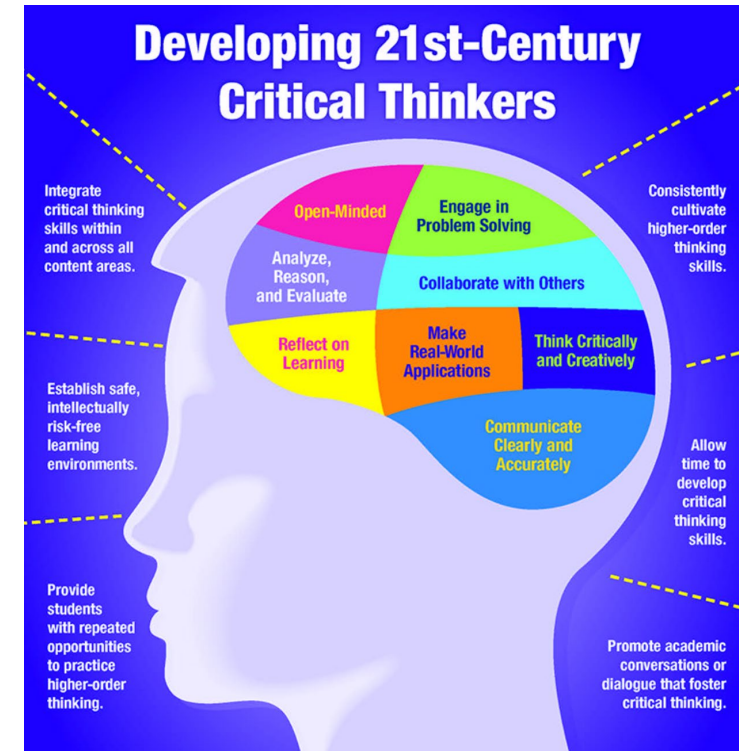 Developing 21st-Century
Critical Thinkers
Integrate
critical thinking
skills within
and across all
content areas.
Establish safe,
intellectually
risk-free
learning
environments.
Provide
students
with repeated
opportunities
to practice
higher-order
thinking.
Open-Minded
Engage in
Problem Solving
Analyze,
Reason,
and Evaluate
Collaborate with Others
Reflect on
Learning
Make
Real-World
Applications
Think Critically
and Creatively
Communicate
Clearly and
Accurately
Consistently
cultivate
higher-order
thinking
skills.
Allow
time to
develop
critical
thinking
skills.
Promote academic
conversations or
dialogue that foster
critical thinking.